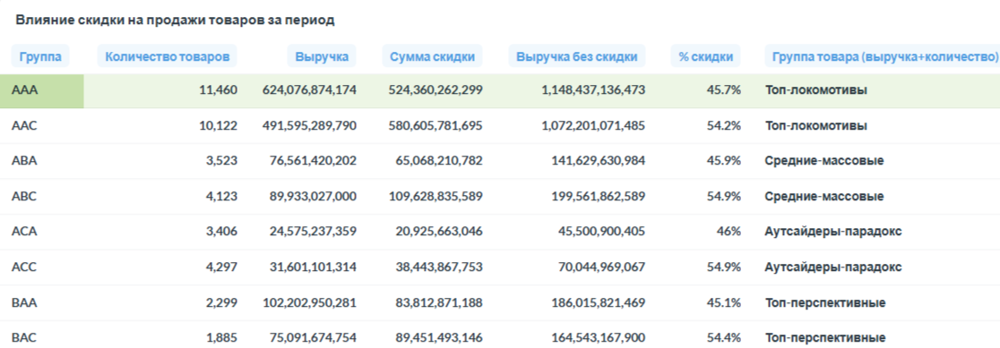 Влияние скидки на продажи товаров за период
Группа Количество товаров Выручка Сумма скидки Выручка без скидки % скидки Группа товара (выручка+количество)
AAA 11,460 624,076,874,174 524,360,262,299 1,148,437,136,473 45.7% Топ-локомотивы
AAC 10,122 491,595,289,790 580,605,781,695 1,072,201,071,485 54.2% Топ-локомотивы
ABA 3,523 76,561,420,202 65,068,210,782 141,629,630,984 45.9% Средние-массовые
ABC 4,123 89,933,027,000 109,628,835,589 199,561,862,589 54.9% Средние-массовые
ACA 3,406 24,575,237,359 20,925,663,046 45,500,900,405 46% Аутсайдеры-парадокс
ACC 4,297 31,601,101,314 38,443,867,753 70,044,969,067 54.9% Аутсайдеры-парадокс
BAA 2,299 102,202,950,281 83,812,871,188 186,015,821,469 45.1% Топ-перспективные
BAC 1,885 75,091,674,754 89,451,493,146 164,543,167,900 54.4% Топ-перспективные